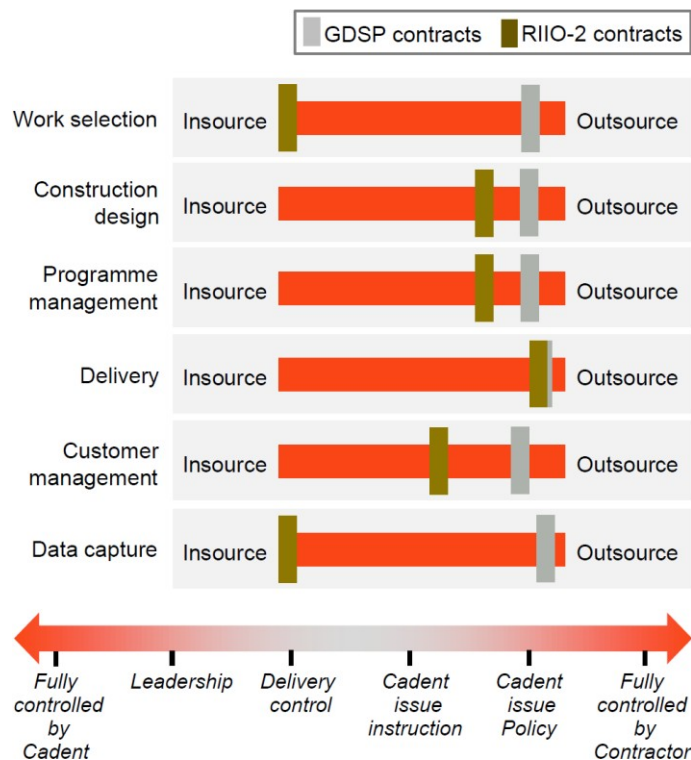 GDSP contracts RIIO-2 contracts
Work selection
Insource
Outsource
Construction
design
Insource
Outsource
Programme
management
Insource
Outsource
Delivery
Insource
Outsource
Customer
management
Insource
Outsource
Data capture
Insource
Outsource
Fully
controlled
by
Cadent
Leadership
Delivery
control
Cadent
issue
instruction
Cadent
issue
Policy
Fully
controlled
by
Contractor